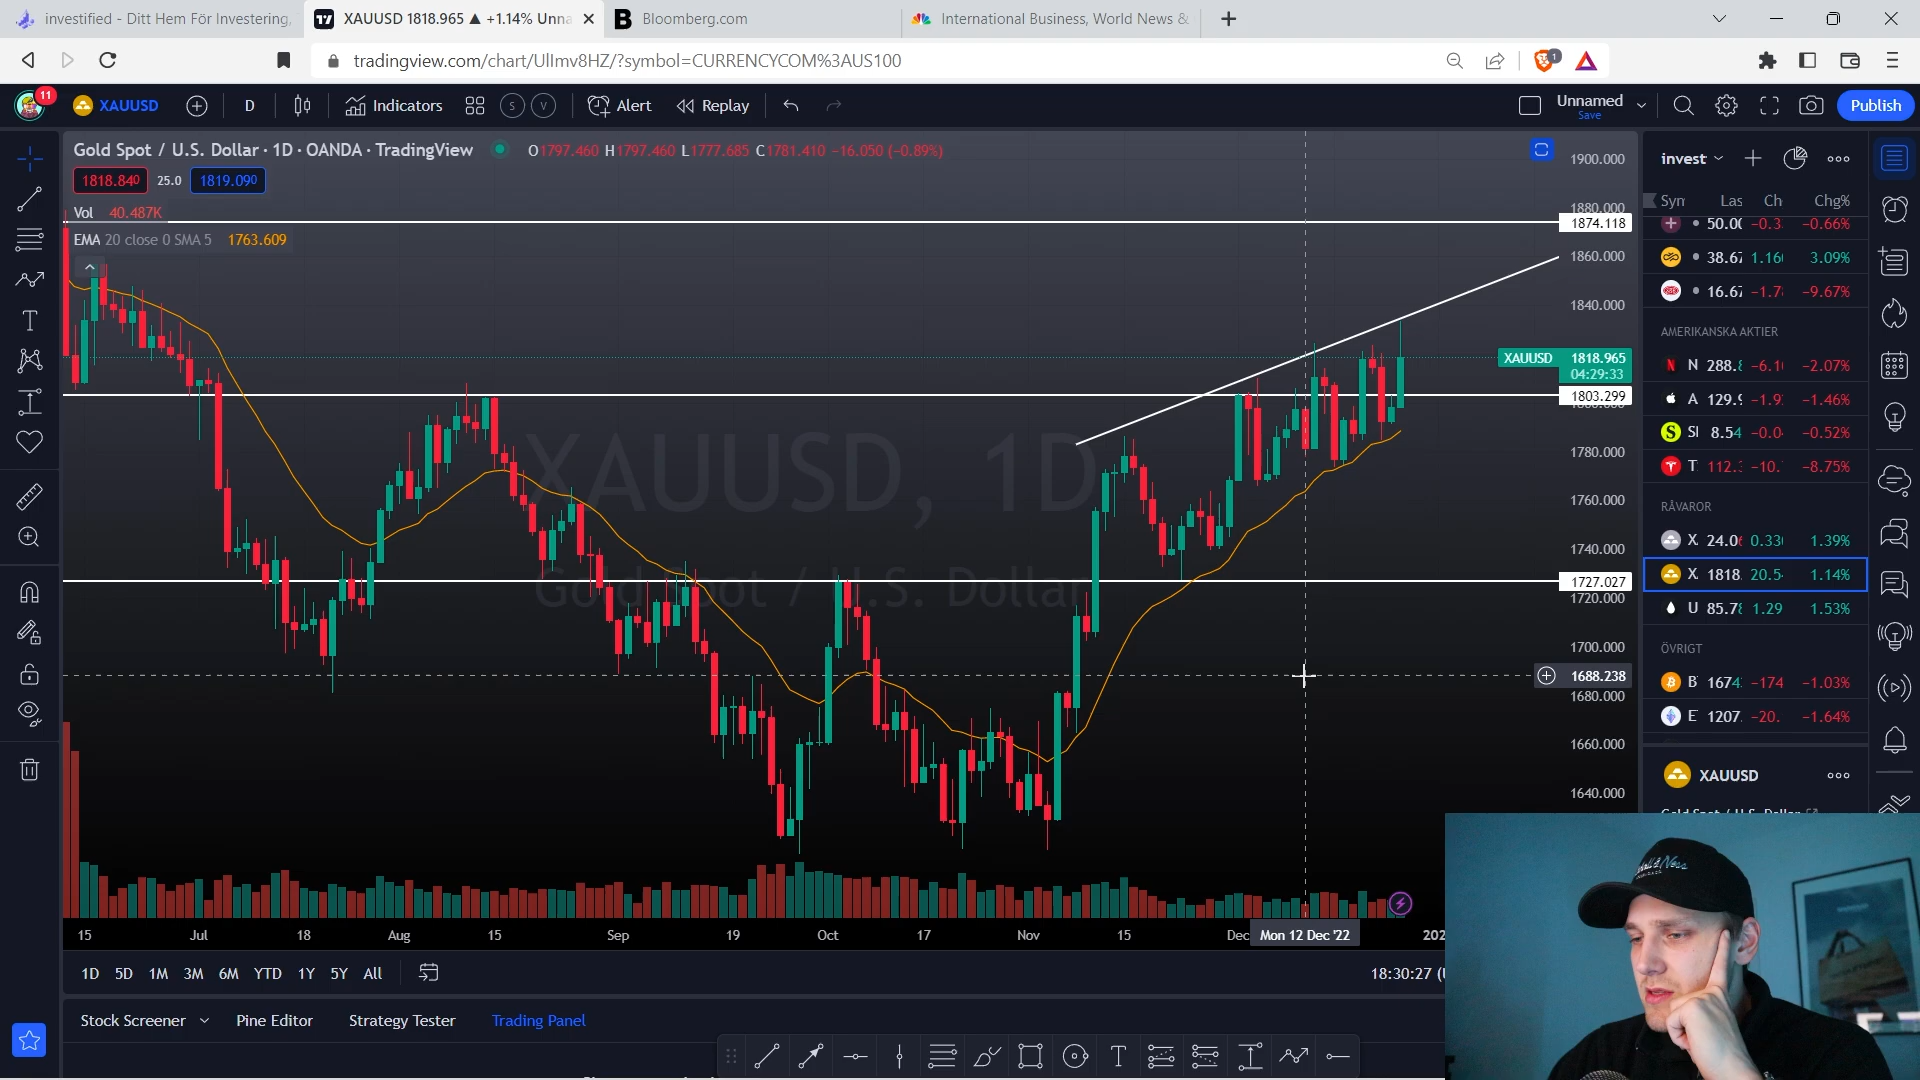 investified - Ditt Hem För Investering,
XAUUSD 1818.965 ▲ +1.14% Unna
Bloomberg.com
International Business, World News &
tradingview.com/chart/UlImv8HZ/?symbol=CURRENCYCOM%3AUS100
1
11
XAUUSD
D
Indicators
S
V
Alert
Replay
Unnamed
Save
Publish
Gold Spot / U.S. Dollar · 1D · OANDA · TradingView
O1797.460 H1797.460 L1777.685 C1781.410 −16.050 (−0.89%)
1818.840 25.0 1819.090
Vol 40.487K
EMA 20 close 0 SMA 5 1763.609
XAUUSD, 1D
Gold Spot / U.S. Dollar
1900.000
1880.000
1874.118
1860.000
1840.000
XAUUSD 1818.965
04:29:33
1803.299
1780.000
1760.000
1740.000
1727.027
1720.000
1700.000
1688.238
1680.000
1660.000
1640.000
15 Jul 18 Aug 15 Sep 19 Oct 17 Nov 15 Dec Mon 12 Dec '22 202
1D 5D 1M 3M 6M YTD 1Y 5Y All
18:30:27 (U
Stock Screener Pine Editor Strategy Tester Trading Panel
invest
Syn Las Ch Chg%
50.00 −0.3 −0.66%
38.67 1.16 3.09%
16.67 −1.7 −9.67%
AMERIKANSKA AKTIER
N 288.8 −6.1 −2.07%
A 129.9 −1.9 −1.46%
SI 8.54 −0.0 −0.52%
T 112. −10. −8.75%
RÅVAROR
X 24.0 0.33 1.39%
X 1818. 20.5 1.14%
U 85.78 1.29 1.53%
ÖVRIGT
B 1674 −174 −1.03%
E 1207. −20. −1.64%
XAUUSD